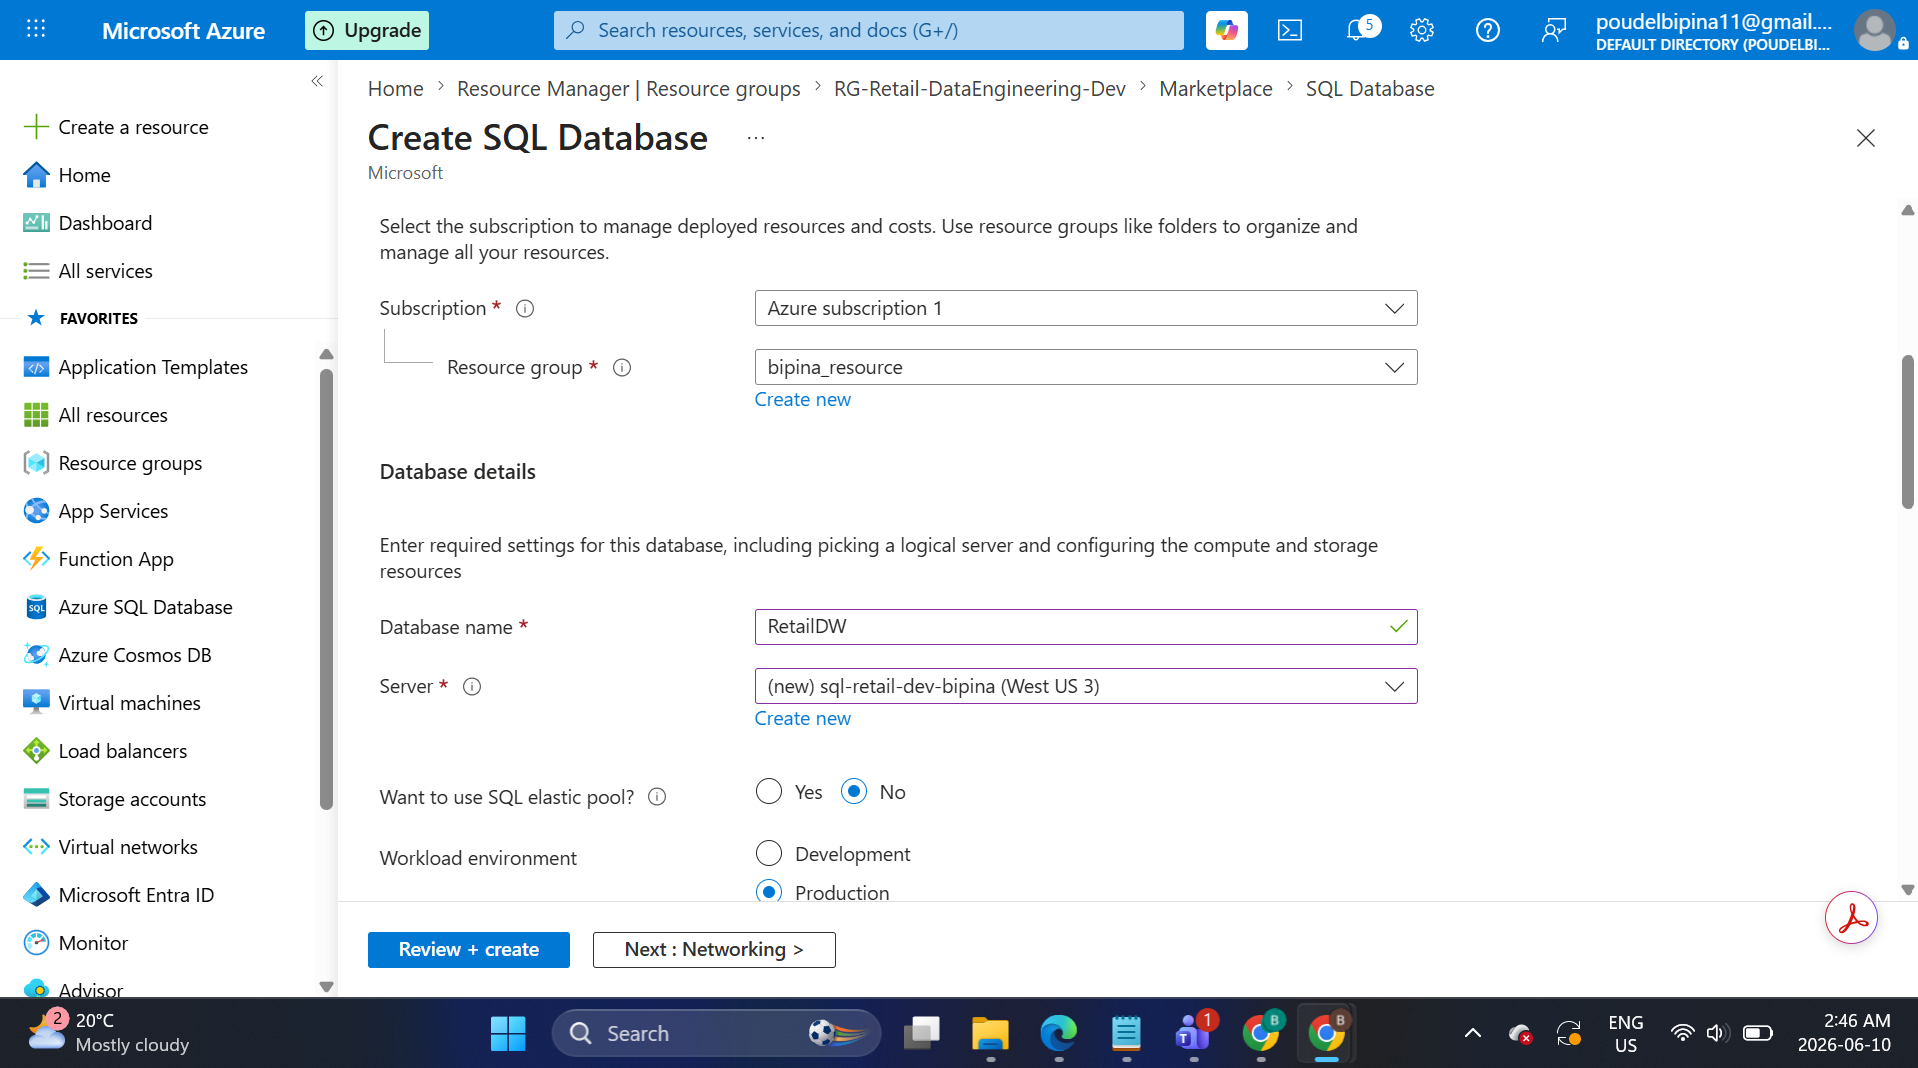 Microsoft Azure
Upgrade
Search resources, services, and docs (G+/)
5
poudelbipina11@gmail....
DEFAULT DIRECTORY (POUDELBI...
Create a resource
Home
Dashboard
All services
FAVORITES
Application Templates
All resources
Resource groups
App Services
Function App
Azure SQL Database
Azure Cosmos DB
Virtual machines
Load balancers
Storage accounts
Virtual networks
Microsoft Entra ID
Monitor
Advisor
Home > Resource Manager | Resource groups > RG-Retail-DataEngineering-Dev > Marketplace > SQL Database
Create SQL Database ...
Microsoft
Select the subscription to manage deployed resources and costs. Use resource groups like folders to organize and
manage all your resources.
Subscription *
Azure subscription 1
Resource group *
bipina_resource
Create new
Database details
Enter required settings for this database, including picking a logical server and configuring the compute and storage
resources
Database name *
RetailDW
Server *
(new) sql-retail-dev-bipina (West US 3)
Create new
Want to use SQL elastic pool?
Yes
No
Workload environment
Development
Production
Review + create
Next : Networking >
2
20°C
Mostly cloudy
Search
1
B
B
ENG
US
2:46 AM
2026-06-10